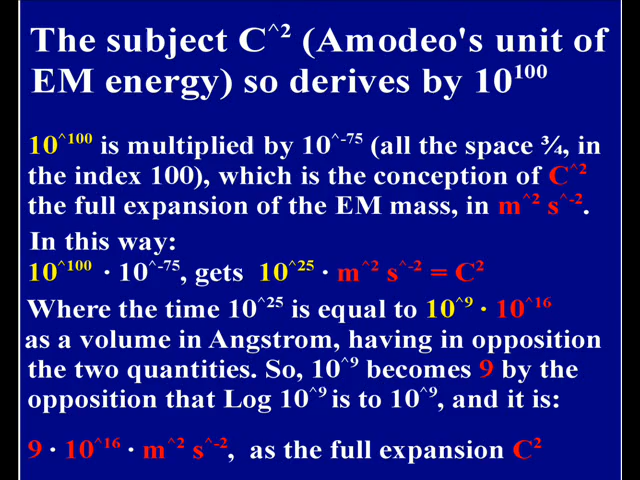 The subject C^2 (Amodeo's unit of
EM energy) so derives by 10^100
10^100 is multiplied by 10^-75 (all the space ¾, in
the index 100), which is the conception of C^2
the full expansion of the EM mass, in m^2 s^-2.
In this way:
10^100 · 10^-75, gets 10^25 · m^2 s^-2 = C²
Where the time 10^25 is equal to 10^9 · 10^16
as a volume in Angstrom, having in opposition
the two quantities. So, 10^9 becomes 9 by the
opposition that Log 10^9 is to 10^9, and it is:
9 · 10^16 · m^2 s^-2, as the full expansion C²